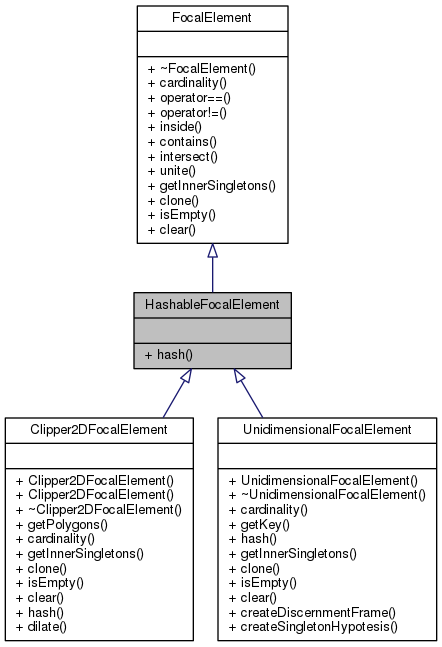 FocalElement
+ ~FocalElement()
+ cardinality()
+ operator==()
+ operator!=()
+ inside()
+ contains()
+ intersect()
+ unite()
+ getInnerSingletons()
+ clone()
+ isEmpty()
+ clear()
HashableFocalElement
+ hash()
Clipper2DFocalElement
+ Clipper2DFocalElement()
+ Clipper2DFocalElement()
+ ~Clipper2DFocalElement()
+ getPolygons()
+ cardinality()
+ getInnerSingletons()
+ clone()
+ isEmpty()
+ clear()
+ hash()
+ dilate()
UnidimensionalFocalElement
+ UnidimensionalFocalElement()
+ ~UnidimensionalFocalElement()
+ cardinality()
+ getKey()
+ hash()
+ getInnerSingletons()
+ clone()
+ isEmpty()
+ clear()
+ createDiscernmentFrame()
+ createSingletonHypotesis()